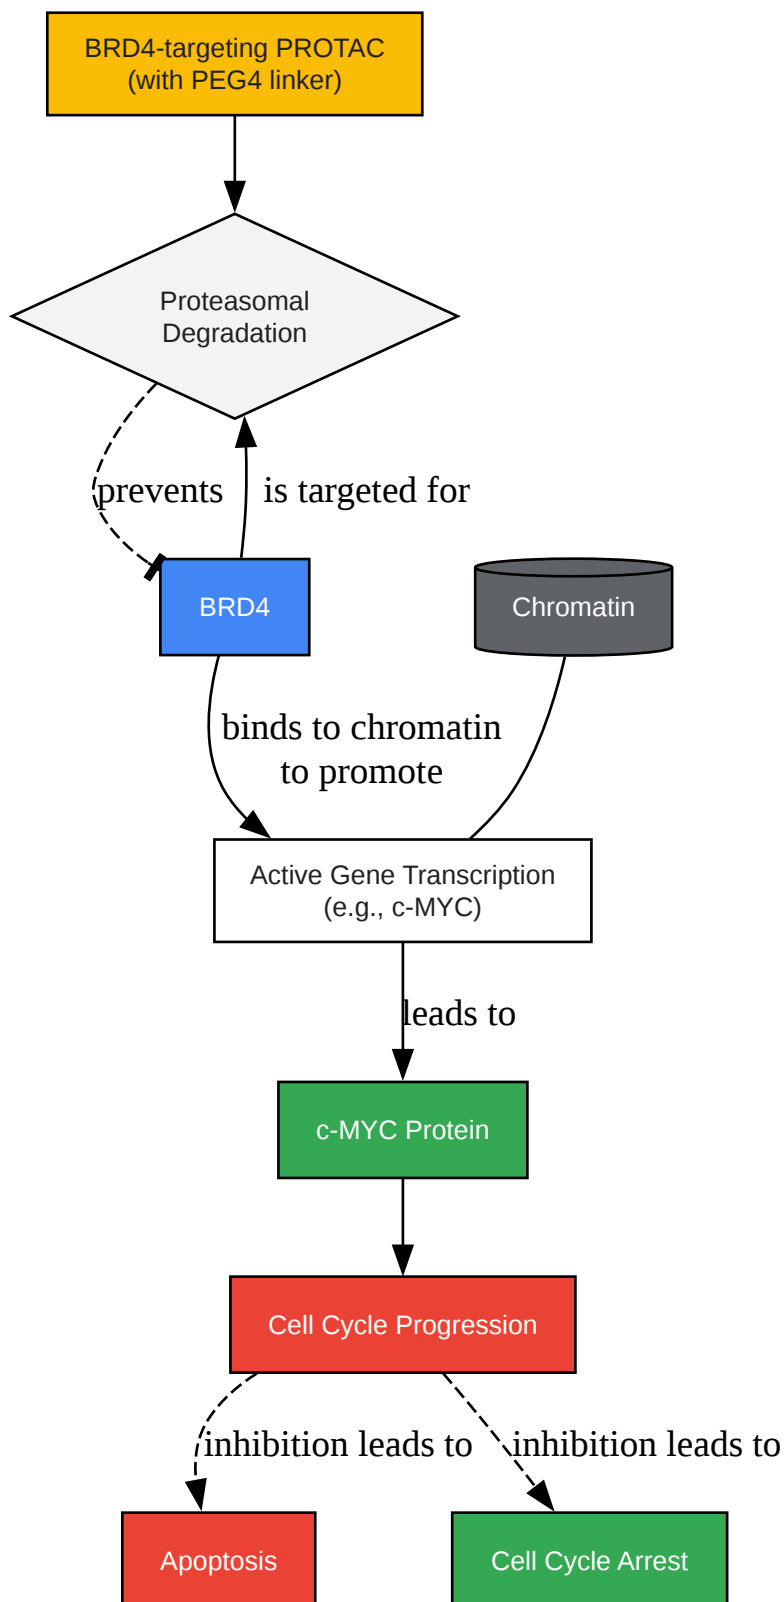 BRD4-targeting PROTAC
(with PEG4 linker)
Proteasomal
Degradation
prevents
is targeted for
BRD4
Chromatin
binds to chromatin
to promote
Active Gene Transcription
(e.g., c-MYC)
leads to
c-MYC Protein
Cell Cycle Progression
inhibition leads to
inhibition leads to
Apoptosis
Cell Cycle Arrest